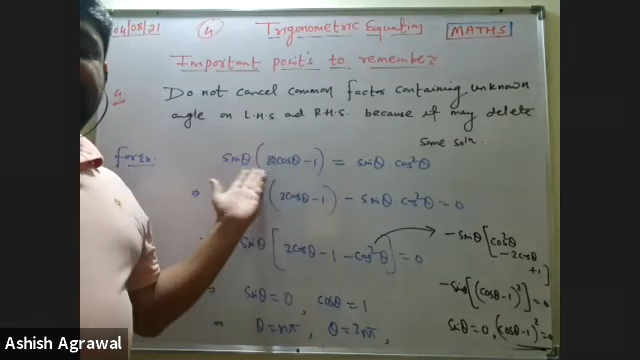 04/08/21 4 Trigonometric Equation MATHS
Important point's to remember
4. Do not cancel common factor containing unknown
angle on L.H.S and R.H.S. because it may delete
some soln.
for Ex. sinθ(2cosθ-1) = sinθ.cos²θ
⇒ (2cosθ-1) - sinθ.cos²θ=0
sinθ[2cosθ-1-cos²θ]=0
-sinθ[cos²θ
-2cosθ
+1]
-sinθ[(cosθ-1)²]=0
⇒ sinθ=0, cosθ=1
sinθ=0, (cosθ-1)²=0
⇒ θ=nπ, θ=2nπ,
Ashish Agrawal